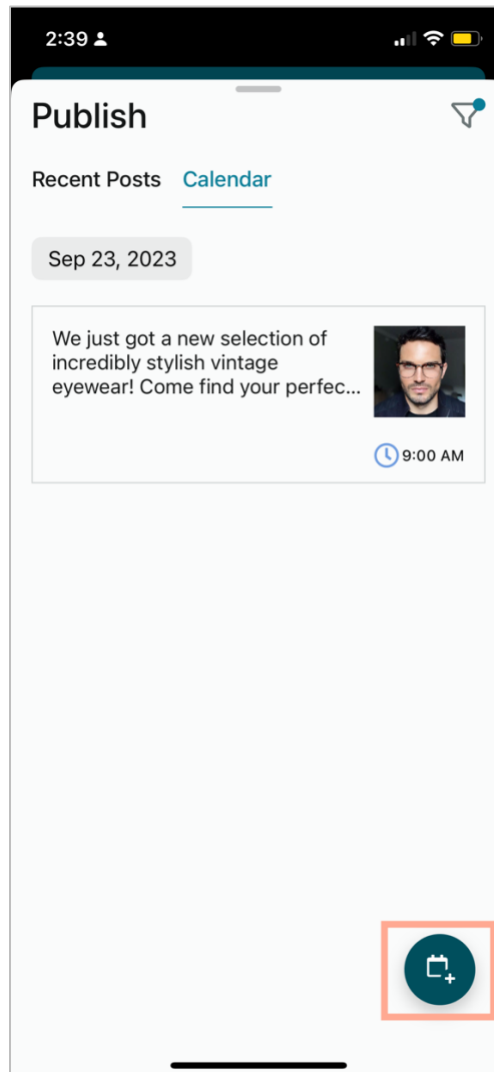 2:39
Publish
Recent Posts Calendar
Sep 23, 2023
We just got a new selection of
incredibly stylish vintage
eyewear! Come find your perfec...
9:00 AM